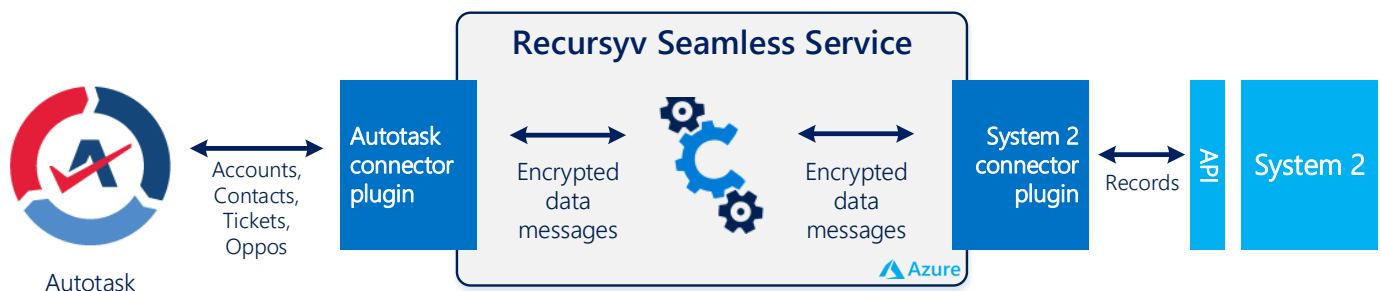 Recursyv Seamless Service
Accounts,
Contacts,
Tickets,
Oppos
Autotask
Autotask
connector
plugin
Encrypted
data
messages
Encrypted
data
messages
Azure
System 2
connector
plugin
Records
API
System 2